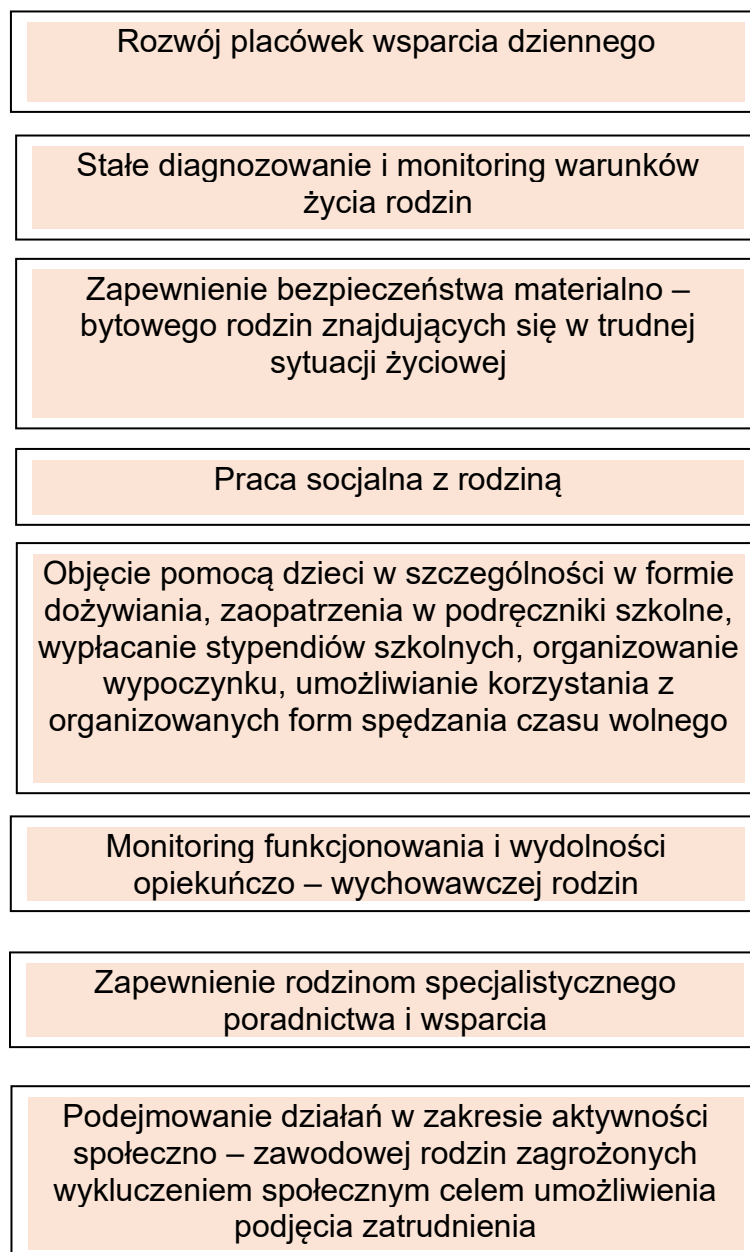 Rozwój placówek wsparcia dziennego
Stałe diagnozowanie i monitoring warunków
życia rodzin
Zapewnienie bezpieczeństwa materialno –
bytowego rodzin znajdujących się w trudnej
sytuacji życiowej
Praca socjalna z rodziną
Objęcie pomocą dzieci w szczególności w formie
dożywiania, zaopatrzenia w podręczniki szkolne,
wypłacanie stypendiów szkolnych, organizowanie
wypoczynku, umożliwianie korzystania z
organizowanych form spędzania czasu wolnego
Monitoring funkcjonowania i wydolności
opiekuńczo – wychowawczej rodzin
Zapewnienie rodzinom specjalistycznego
poradnictwa i wsparcia
Podejmowanie działań w zakresie aktywności
społeczno – zawodowej rodzin zagrożonych
wykluczeniem społecznym celem umożliwienia
podjęcia zatrudnienia